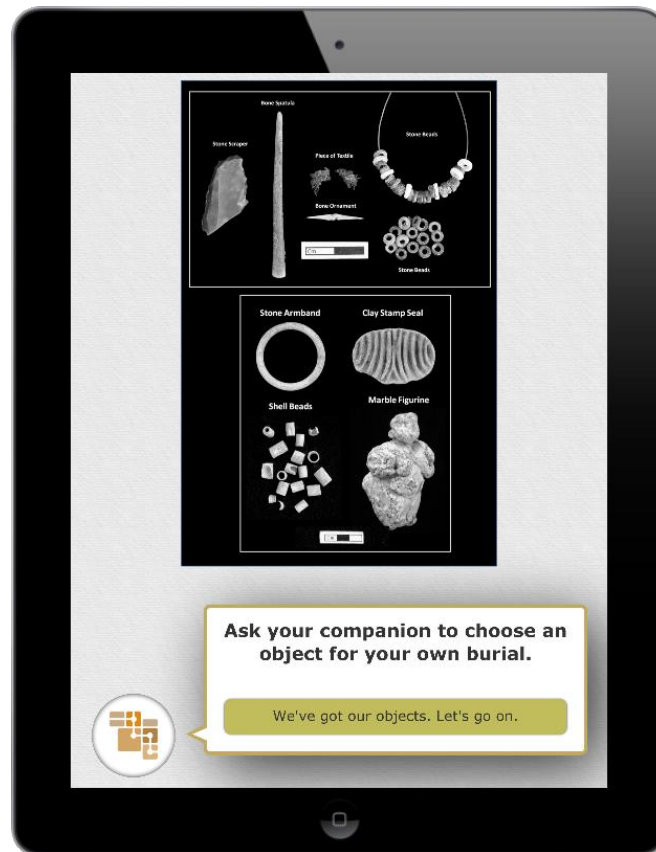 Bone Spatula
Stone Scraper
Stone Beads
Piece of Textile
Bone Ornament
Cm
Stone Beads
Stone Armband
Clay Stamp Seal
Shell Beads
Marble Figurine
Ask your companion to choose an
object for your own burial.
We've got our objects. Let's go on.